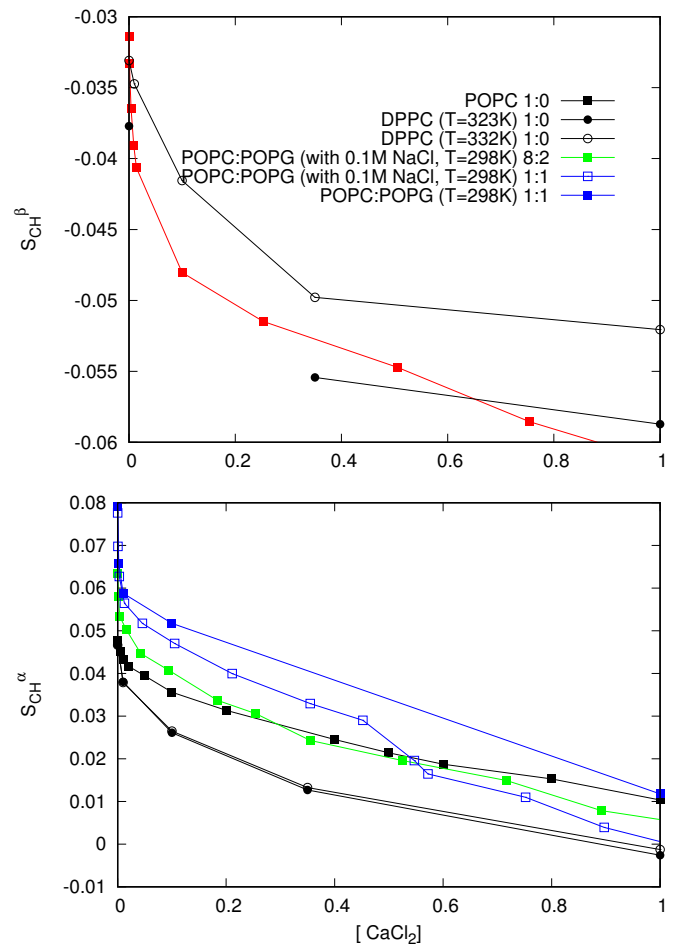 -0.03
-0.035
-0.04
-0.045
-0.05
-0.055
-0.06
S_CH^β
POPC 1:0
DPPC (T=323K) 1:0
DPPC (T=332K) 1:0
POPC:POPG (with 0.1M NaCl, T=298K) 8:2
POPC:POPG (with 0.1M NaCl, T=298K) 1:1
POPC:POPG (T=298K) 1:1
0 0.2 0.4 0.6 0.8 1
0.08
0.07
0.06
0.05
0.04
0.03
0.02
0.01
0
-0.01
S_CH^α
0 0.2 0.4 0.6 0.8 1
[ CaCl₂]